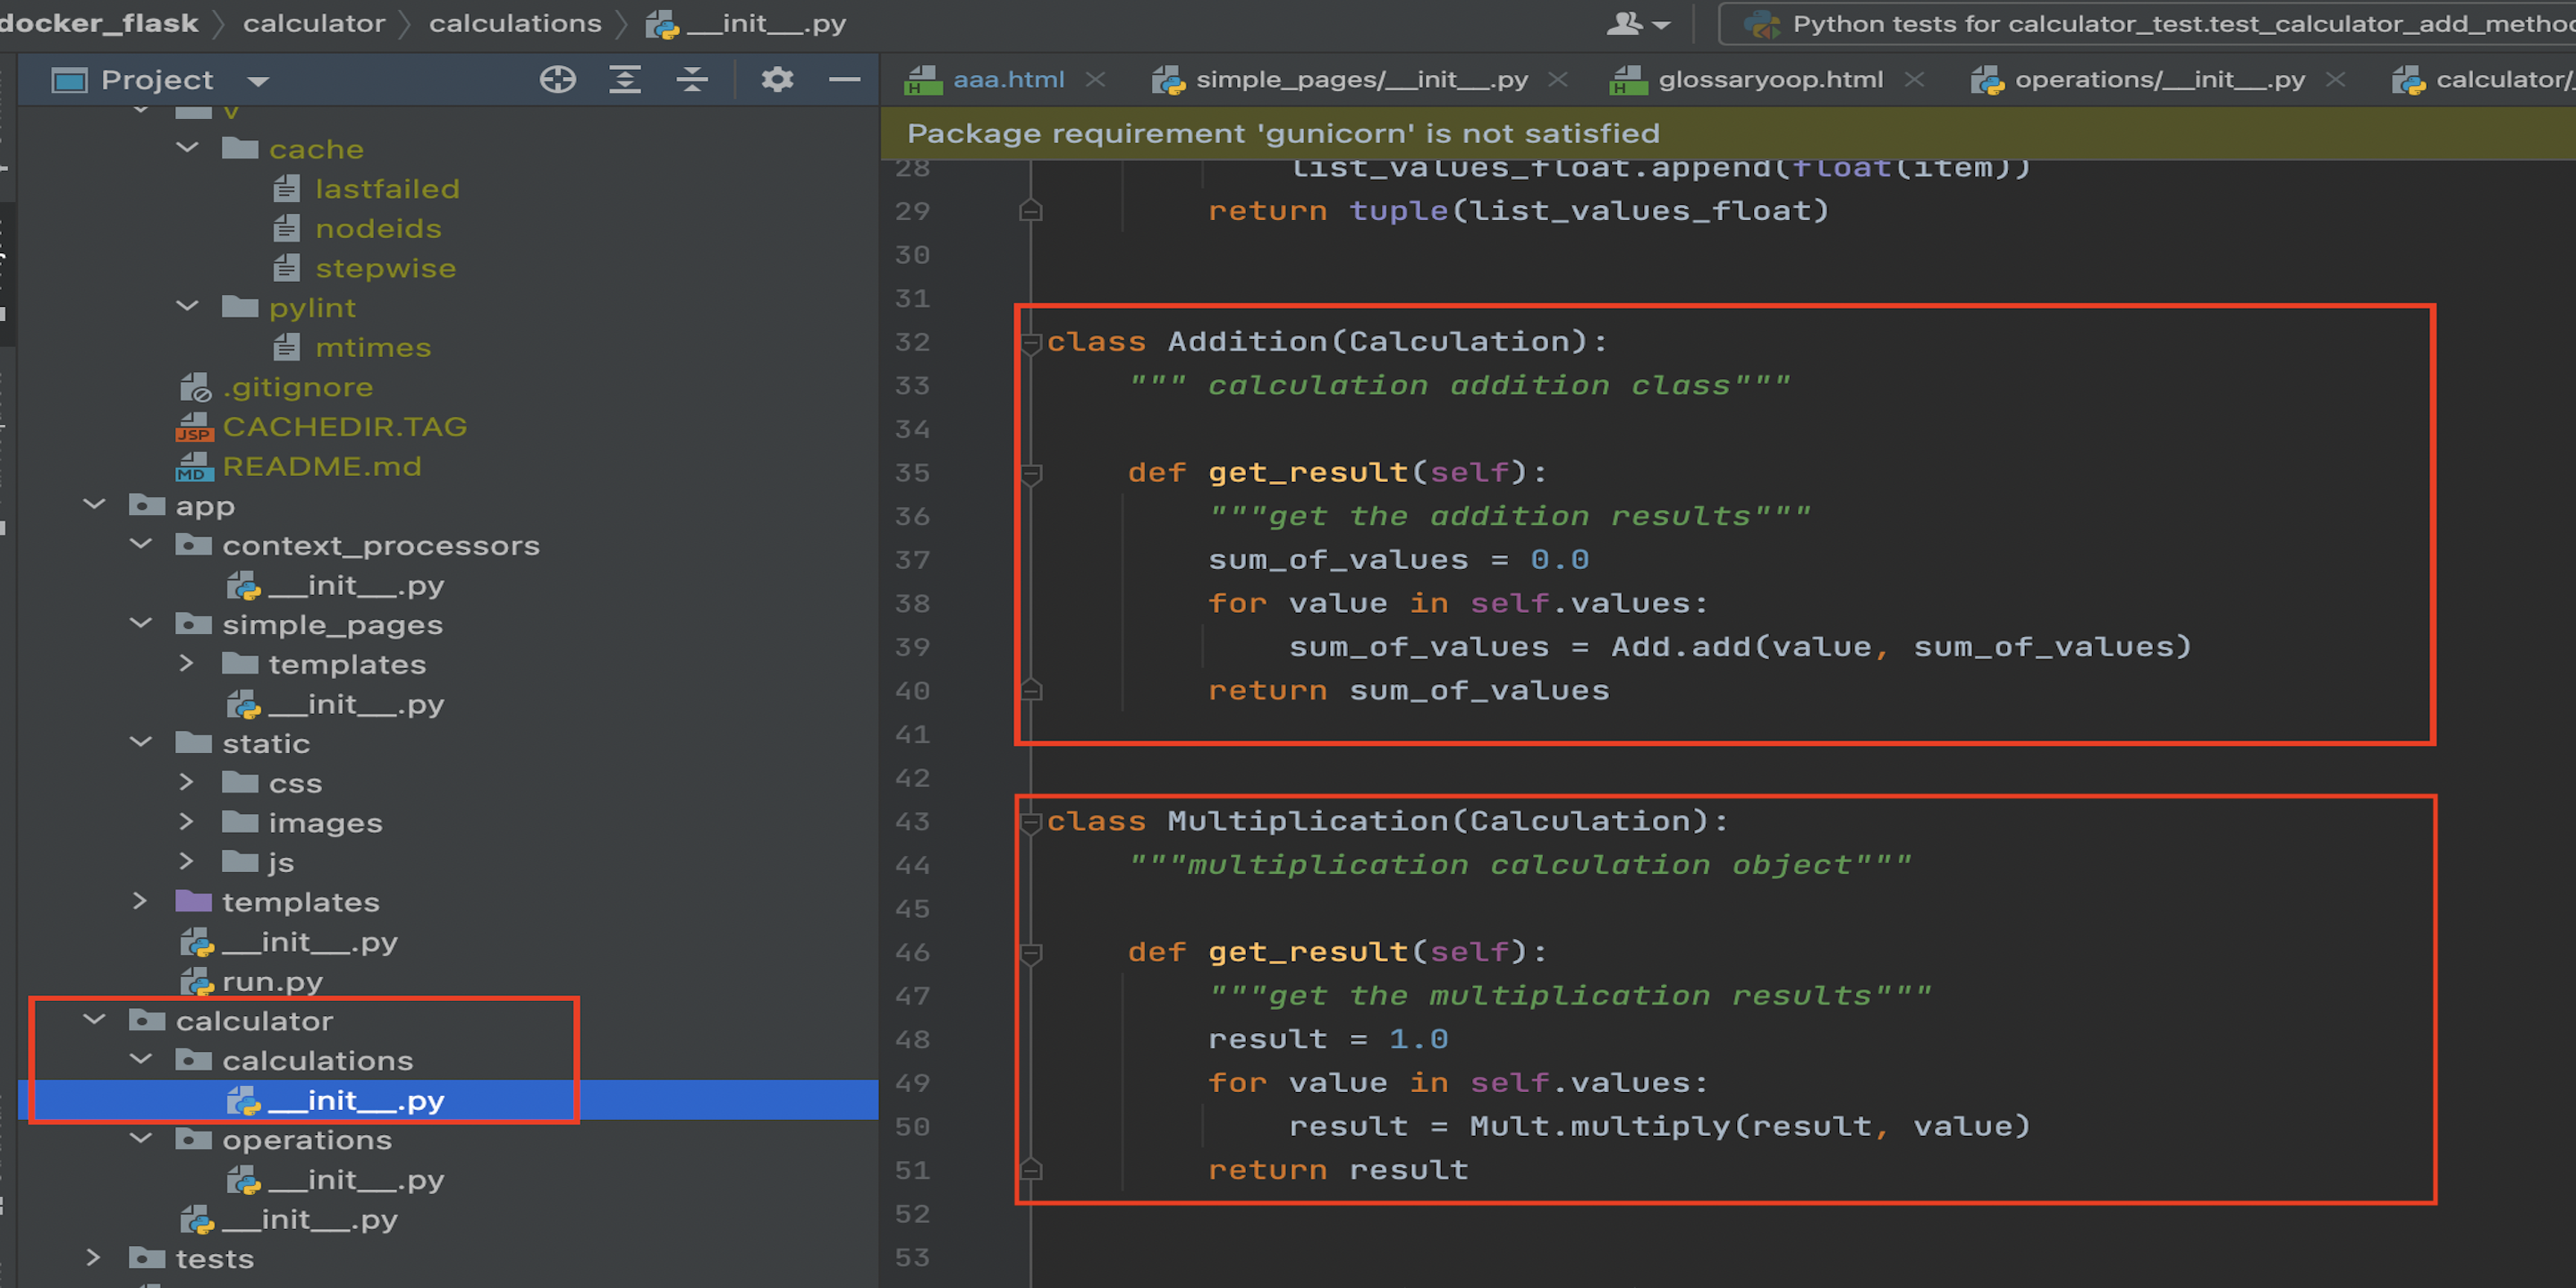 docker_flask calculator calculations __init__.py
Python tests for calculator_test.test_calculator_add_metho
Project
aaa.html simple_pages/__init__.py glossaryoop.html operations/__init__.py calculator/
Package requirement 'gunicorn' is not satisfied
v
cache
lastfailed
nodeids
stepwise
pylint
mtimes
.gitignore
JSP CACHEDIR.TAG
MD README.md
app
context_processors
__init__.py
simple_pages
templates
__init__.py
static
css
images
js
templates
__init__.py
run.py
calculator
calculations
__init__.py
operations
__init__.py
__init__.py
tests
28 list_values_float.append(float(item))
29 return tuple(list_values_float)
30
31
32 class Addition(Calculation):
33 """ calculation addition class"""
34
35 def get_result(self):
36 """get the addition results"""
37 sum_of_values = 0.0
38 for value in self.values:
39 sum_of_values = Add.add(value, sum_of_values)
40 return sum_of_values
41
42
43 class Multiplication(Calculation):
44 """multiplication calculation object"""
45
46 def get_result(self):
47 """get the multiplication results"""
48 result = 1.0
49 for value in self.values:
50 result = Mult.multiply(result, value)
51 return result
52
53